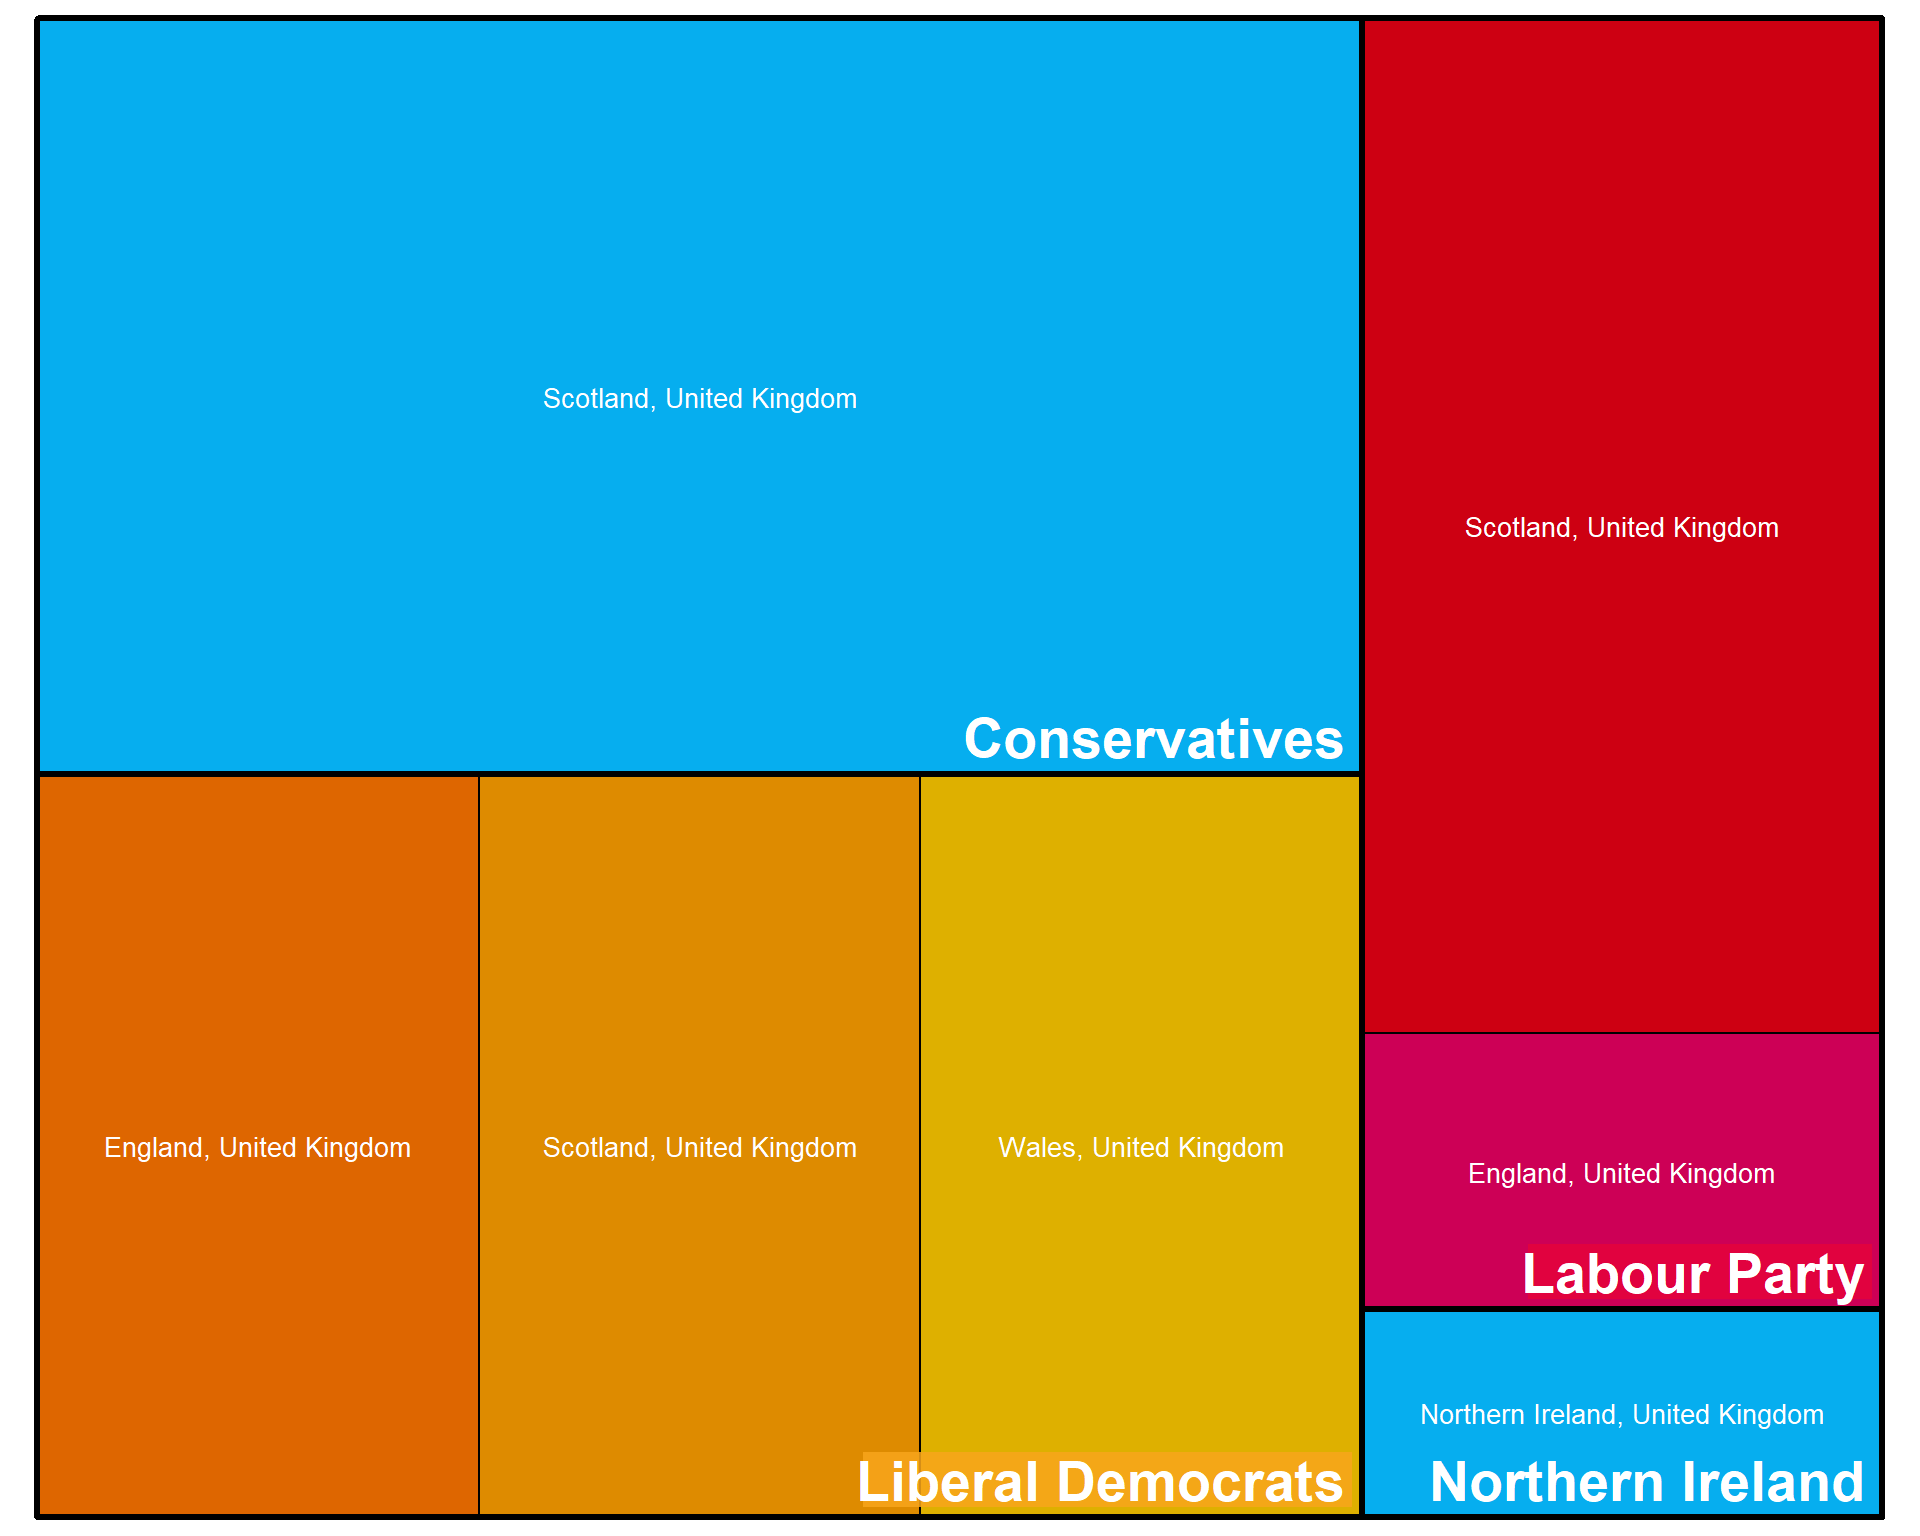 Scotland, United Kingdom
Conservatives
Scotland, United Kingdom
England, United Kingdom
Labour Party
England, United Kingdom
Scotland, United Kingdom
Wales, United Kingdom
Liberal Democrats
Northern Ireland, United Kingdom
Northern Ireland